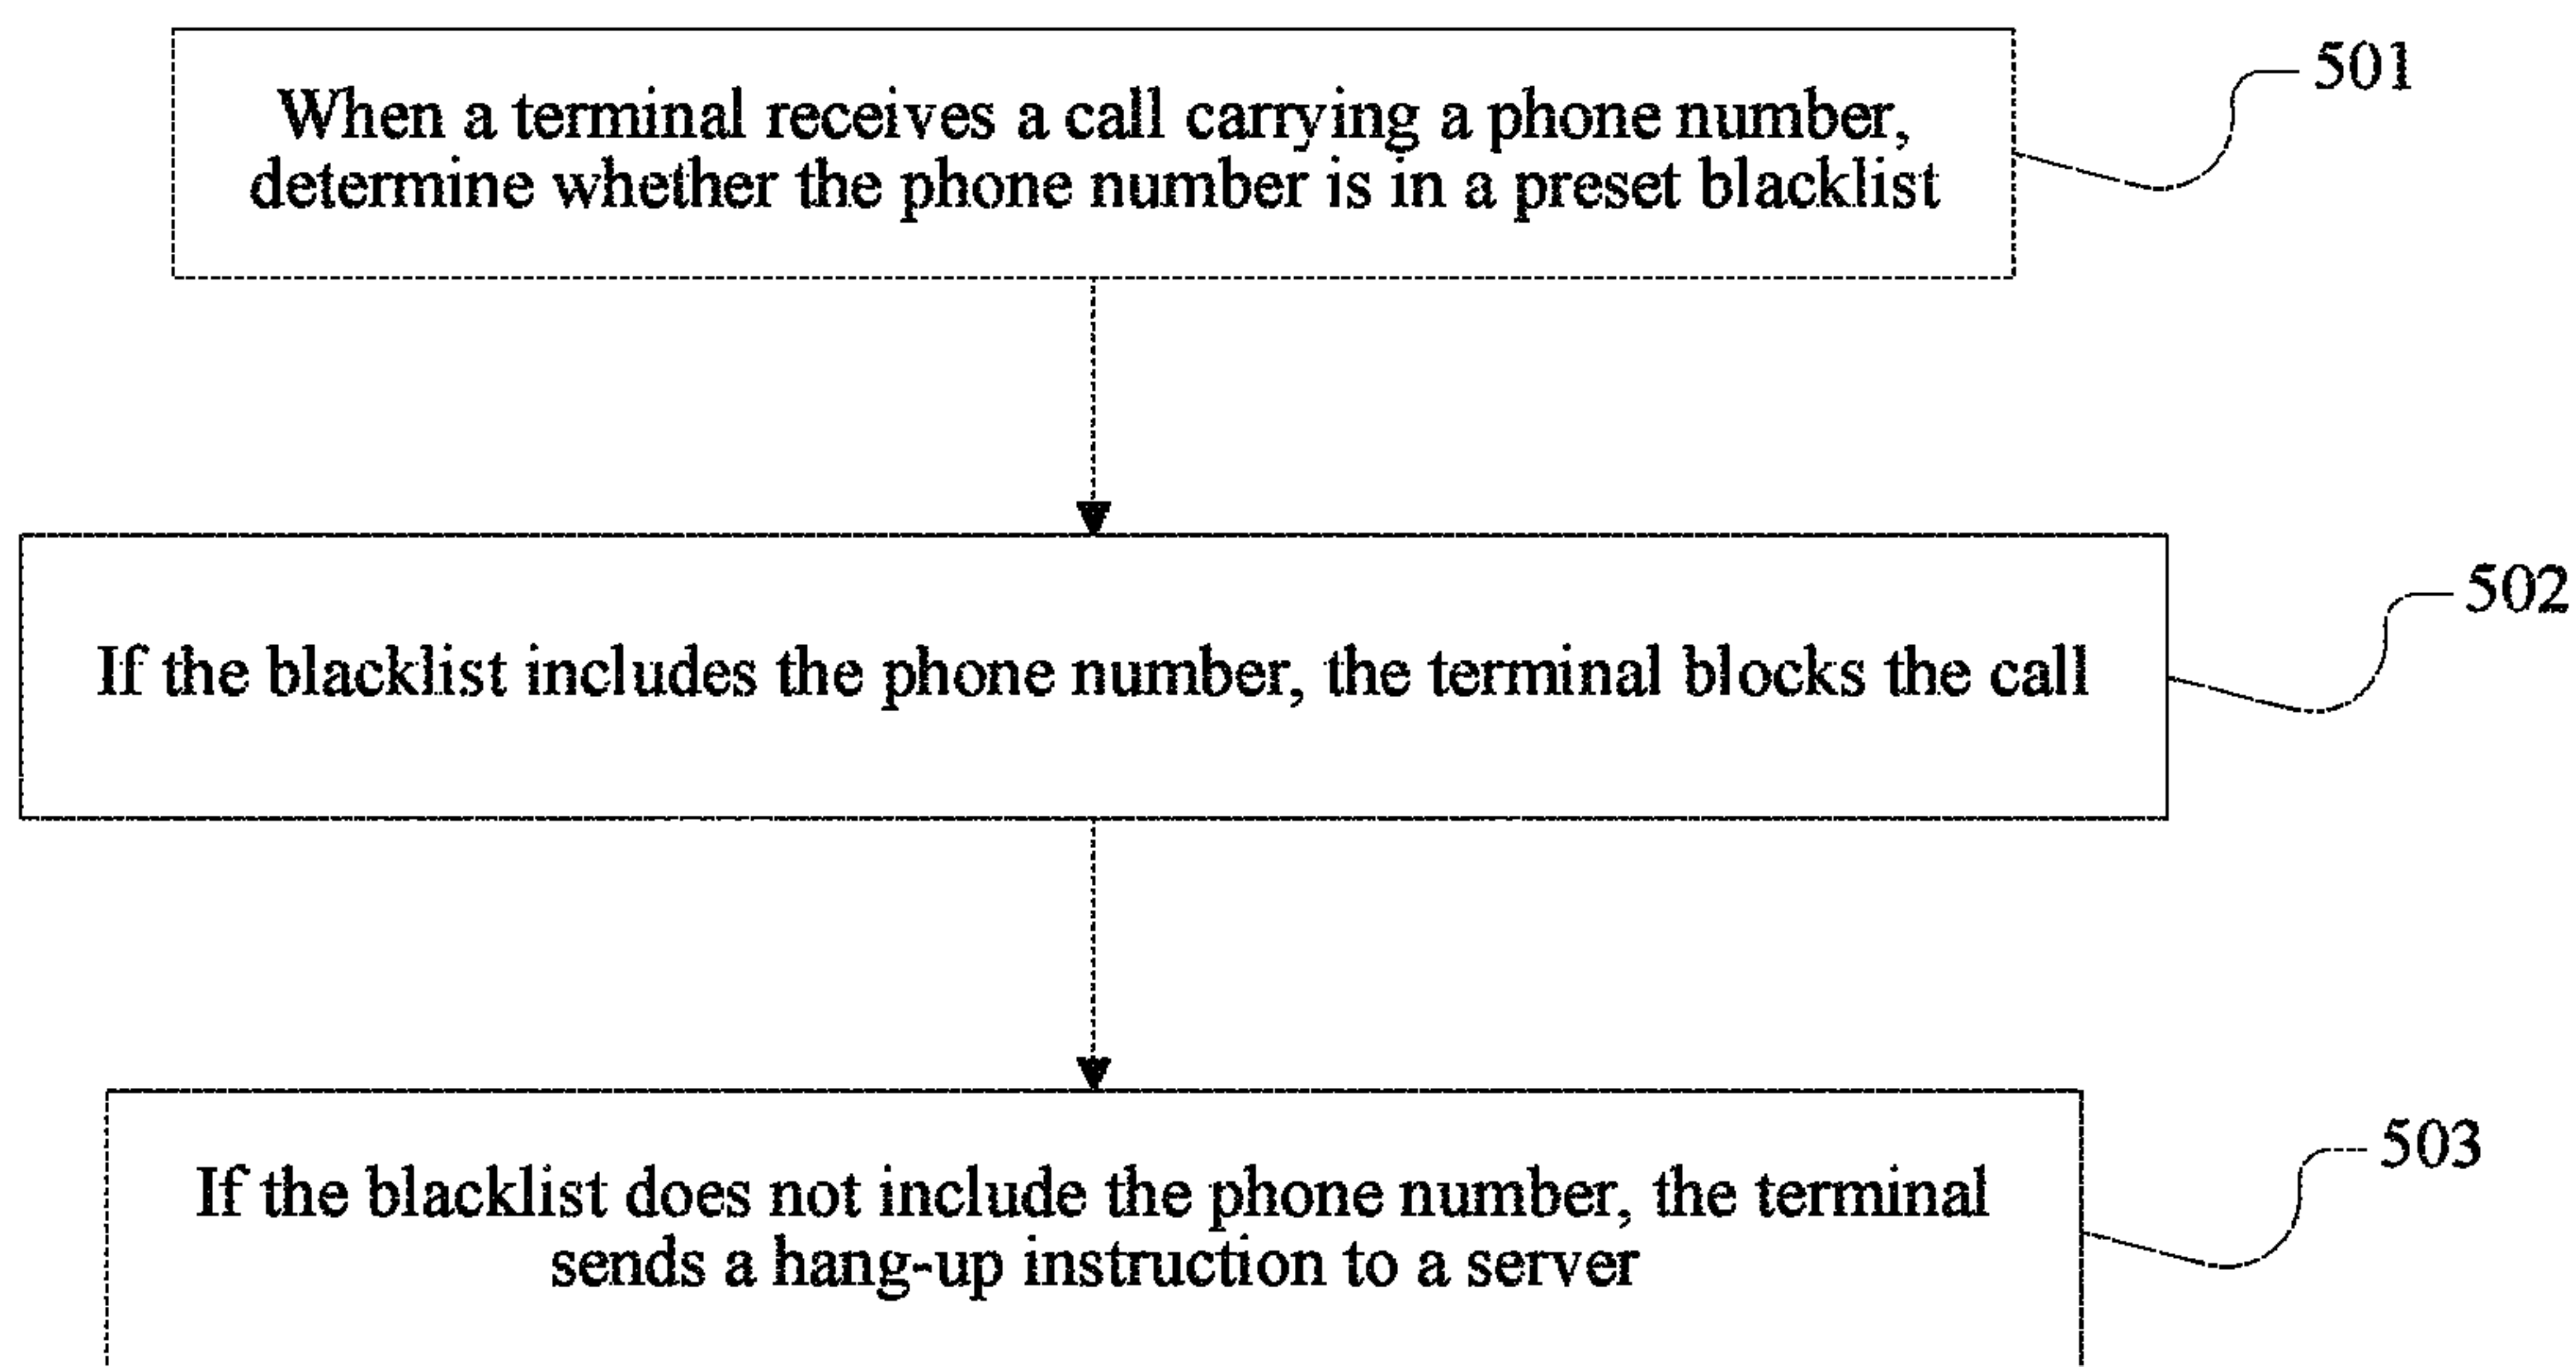 When a terminal receives a call carrying a phone number,
determine whether the phone number is in a preset blacklist
501
If the blacklist includes the phone number, the terminal blocks the call
502
If the blacklist does not include the phone number, the terminal
sends a hang-up instruction to a server
503